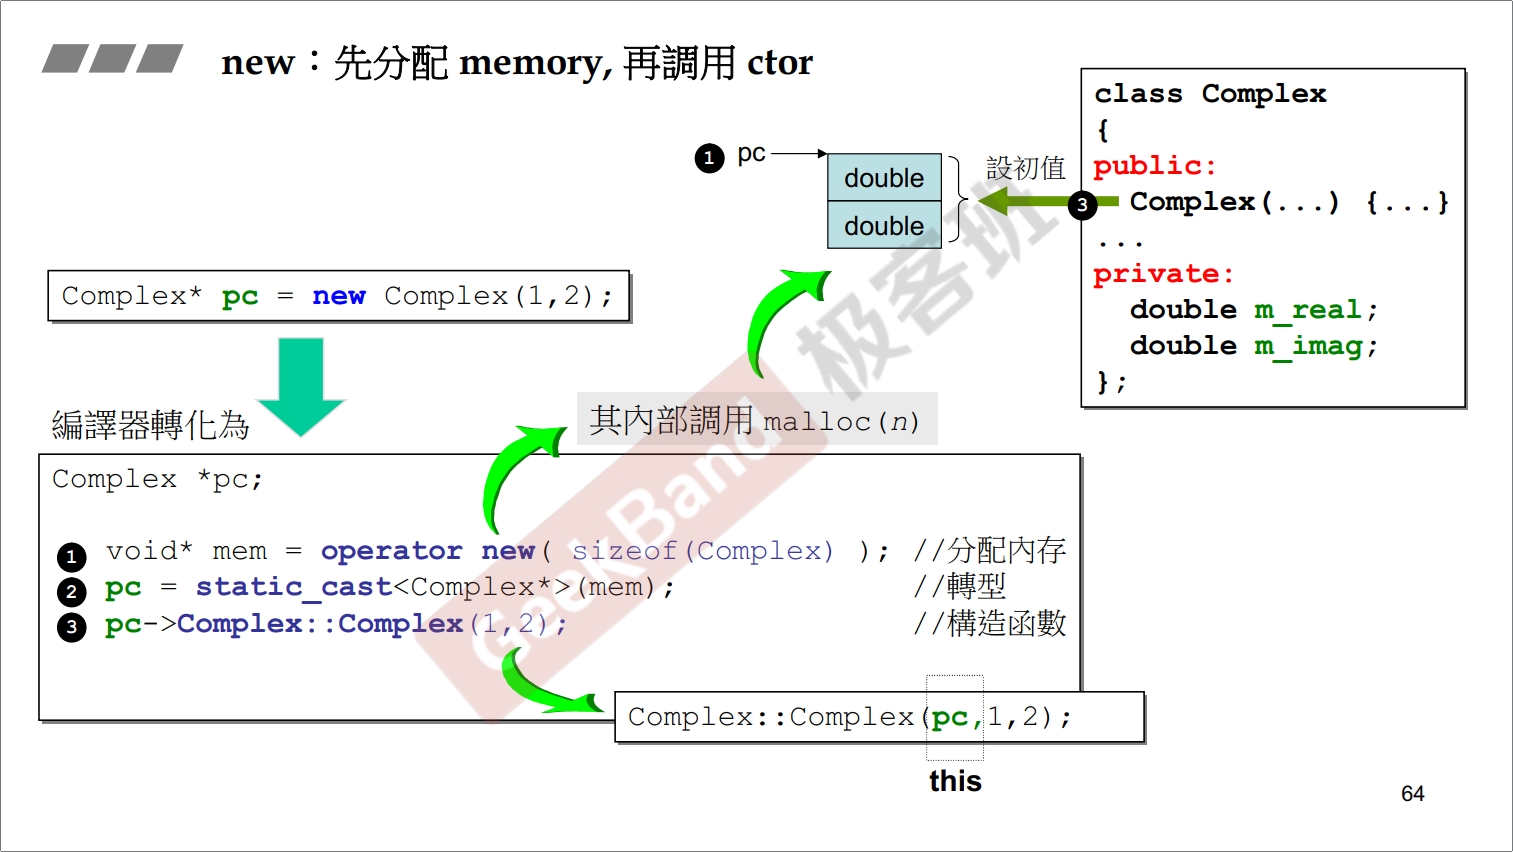 new：先分配 memory, 再調用 ctor
class Complex
{
public:
Complex(...) {...}
...
private:
double m_real;
double m_imag;
};
1 pc
double
double
設初值
3
Complex* pc = new Complex(1,2);
編譯器轉化為
其內部調用 malloc(n)
Complex *pc;
1 void* mem = operator new( sizeof(Complex) ); //分配內存
2 pc = static_cast<Complex*>(mem); //轉型
3 pc->Complex::Complex(1,2); //構造函數
Complex::Complex(pc,1,2);
this
64
GeekBand
极客班